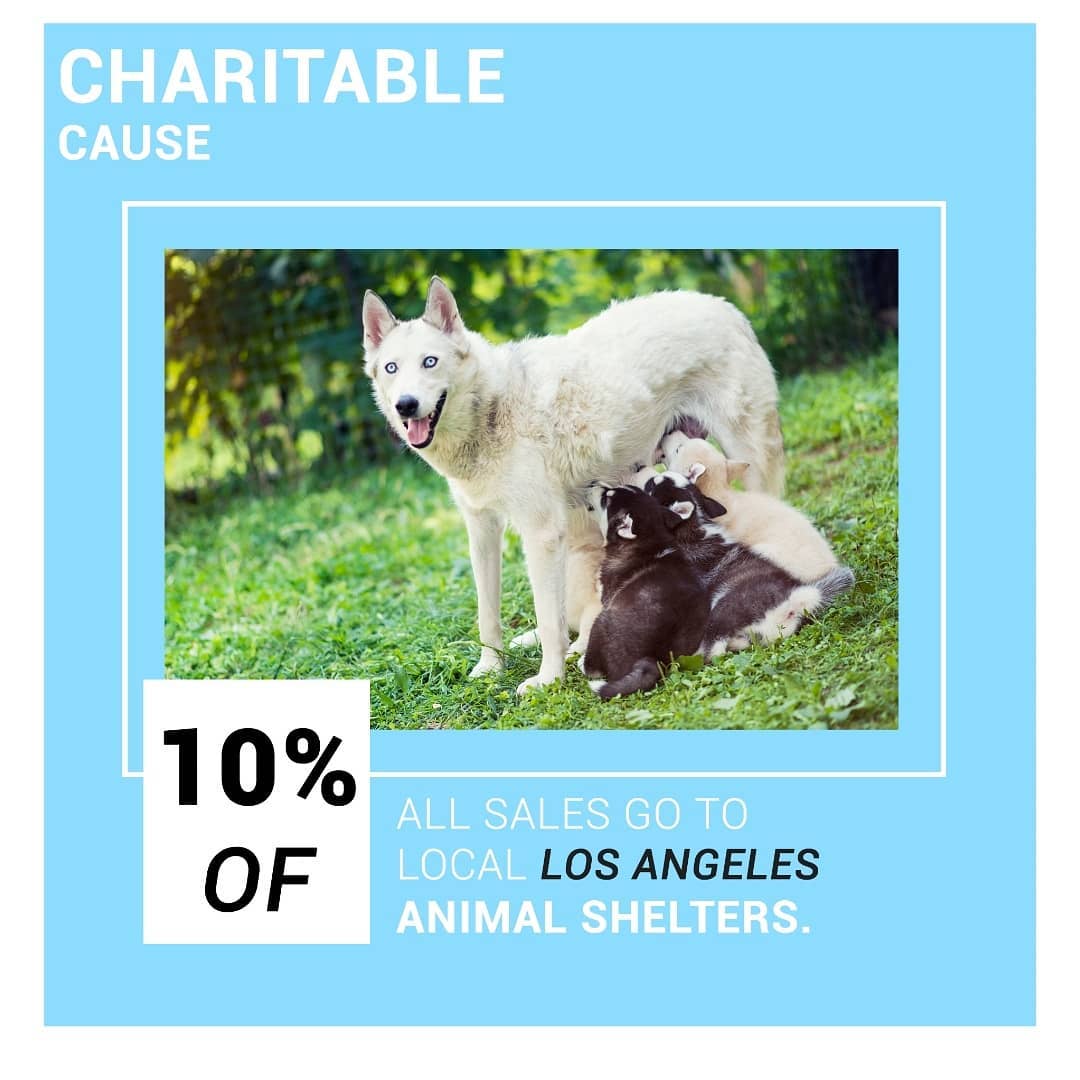 CHARITABLE
CAUSE
10%
OF
ALL SALES GO TO
LOCAL LOS ANGELES
ANIMAL SHELTERS.